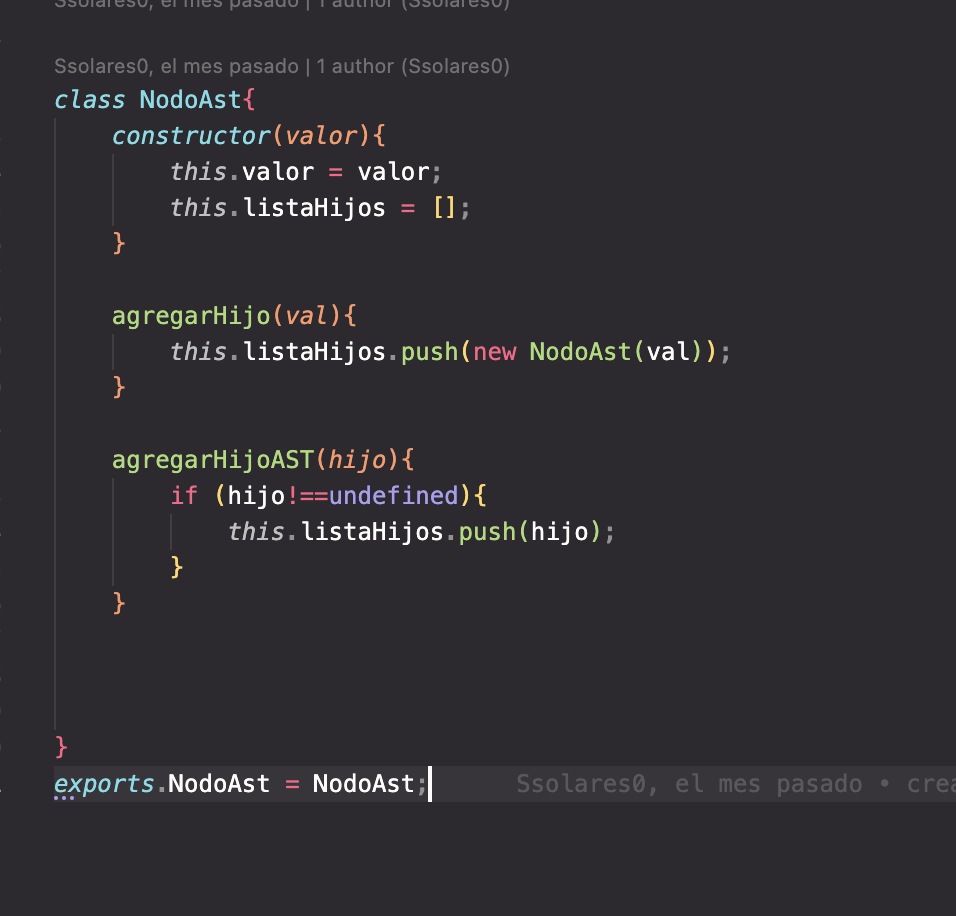 Ssolares0, el mes pasado | 1 author (Ssolares0)
Ssolares0, el mes pasado | 1 author (Ssolares0)
class NodoAst{
    constructor(valor){
        this.valor = valor;
        this.listaHijos = [];
    }
    agregarHijo(val){
        this.listaHijos.push(new NodoAst(val));
    }
    agregarHijoAST(hijo){
        if (hijo!==undefined){
            this.listaHijos.push(hijo);
        }
    }
}
exports.NodoAst = NodoAst; Ssolares0, el mes pasado •